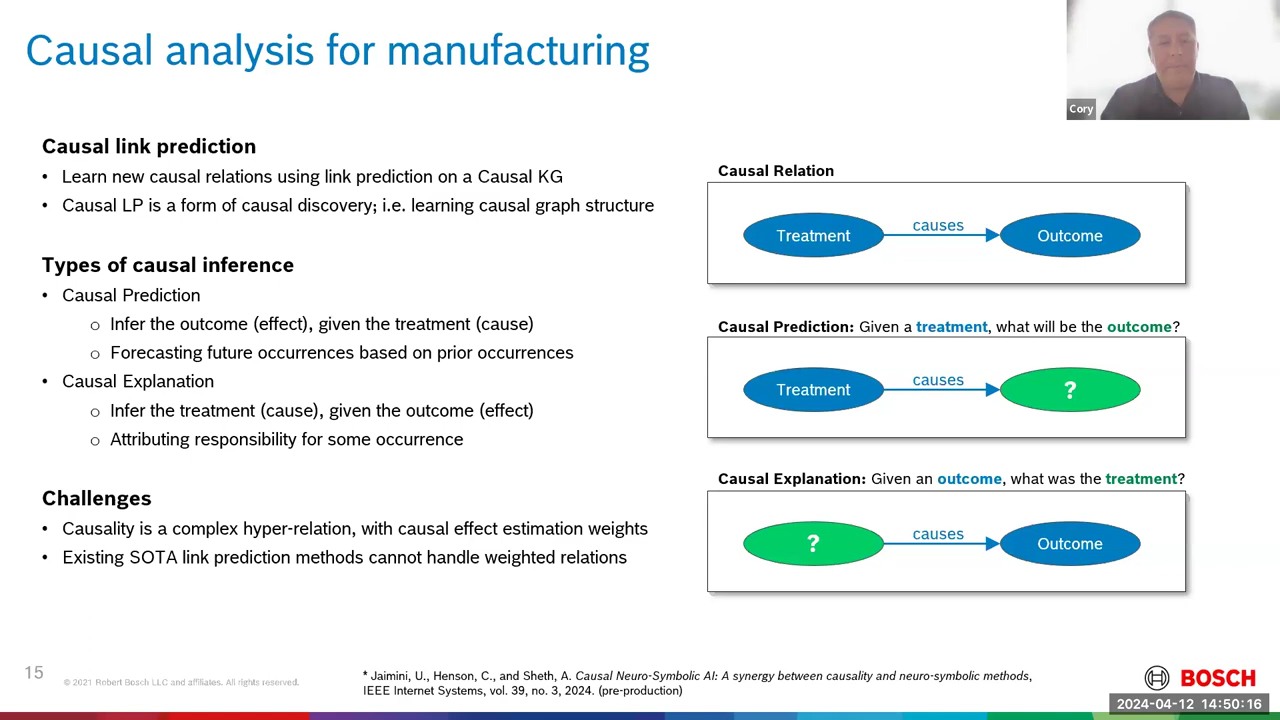 Causal analysis for manufacturing
Cory
Causal link prediction
• Learn new causal relations using link prediction on a Causal KG
• Causal LP is a form of causal discovery; i.e. learning causal graph structure
Types of causal inference
• Causal Prediction
o Infer the outcome (effect), given the treatment (cause)
o Forecasting future occurrences based on prior occurrences
• Causal Explanation
o Infer the treatment (cause), given the outcome (effect)
o Attributing responsibility for some occurrence
Challenges
• Causality is a complex hyper-relation, with causal effect estimation weights
• Existing SOTA link prediction methods cannot handle weighted relations
Causal Relation
Treatment causes Outcome
Causal Prediction: Given a treatment, what will be the outcome?
Treatment causes ?
Causal Explanation: Given an outcome, what was the treatment?
? causes Outcome
15
© 2021 Robert Bosch LLC and affiliates. All rights reserved.
* Jaimini, U., Henson, C., and Sheth, A. Causal Neuro-Symbolic AI: A synergy between causality and neuro-symbolic methods,
IEEE Internet Systems, vol. 39, no. 3, 2024. (pre-production)
BOSCH
2024-04-12 14:50:16